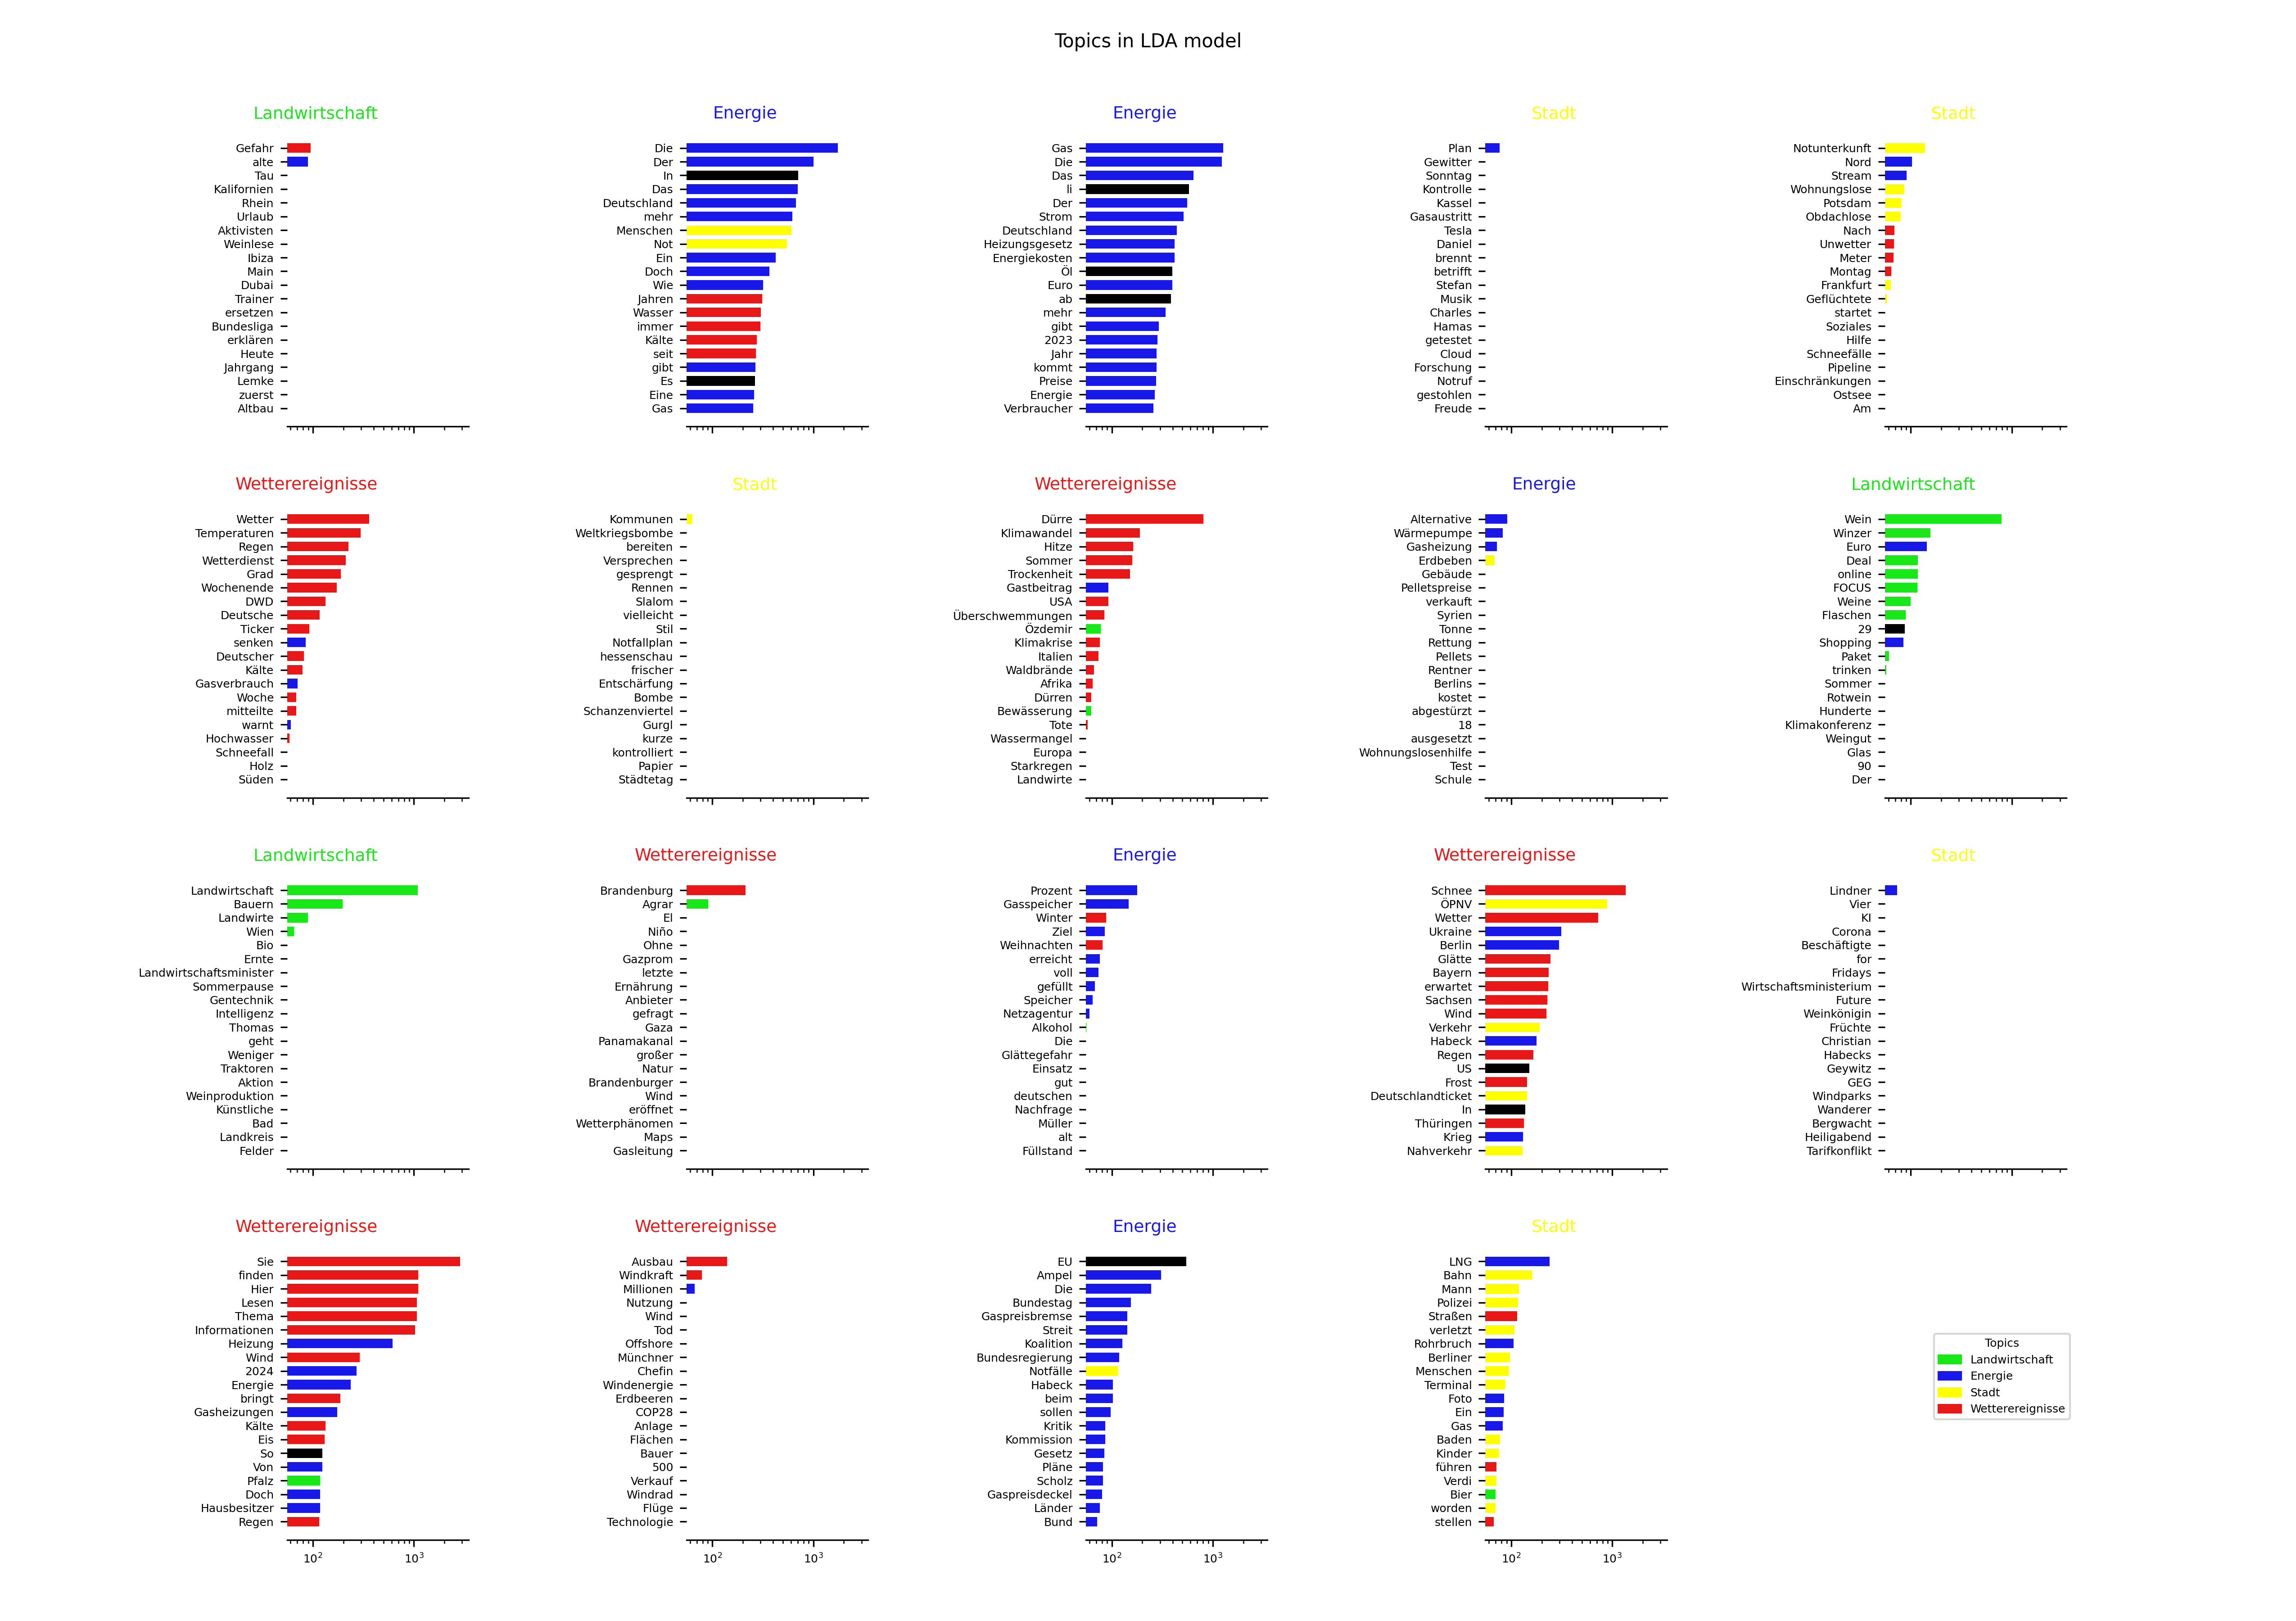 Topics in LDA model
Landwirtschaft
Gefahr
alte
Tau
Kalifornien
Rhein
Urlaub
Aktivisten
Weinlese
Ibiza
Main
Dubai
Trainer
ersetzen
Bundesliga
erklären
Heute
Jahrgang
Lemke
zuerst
Altbau
Energie
Die
Der
In
Das
Deutschland
mehr
Menschen
Not
Ein
Doch
Wie
Jahren
Wasser
immer
Kälte
seit
gibt
Es
Eine
Gas
Energie
Gas
Die
Das
li
Der
Strom
Deutschland
Heizungsgesetz
Energiekosten
Öl
Euro
ab
mehr
gibt
2023
Jahr
kommt
Preise
Energie
Verbraucher
Stadt
Plan
Gewitter
Sonntag
Kontrolle
Kassel
Gasaustritt
Tesla
Daniel
brennt
betrifft
Stefan
Musik
Charles
Hamas
getestet
Cloud
Forschung
Notruf
gestohlen
Freude
Stadt
Notunterkunft
Nord
Stream
Wohnungslose
Potsdam
Obdachlose
Nach
Unwetter
Meter
Montag
Frankfurt
Geflüchtete
startet
Soziales
Hilfe
Schneefälle
Pipeline
Einschränkungen
Ostsee
Am
Wetterereignisse
Wetter
Temperaturen
Regen
Wetterdienst
Grad
Wochenende
DWD
Deutsche
Ticker
senken
Deutscher
Kälte
Gasverbrauch
Woche
mitteilte
warnt
Hochwasser
Schneefall
Holz
Süden
Stadt
Kommunen
Weltkriegsbombe
bereiten
Versprechen
gesprengt
Rennen
Slalom
vielleicht
Stil
Notfallplan
hessenschau
frischer
Entschärfung
Bombe
Schanzenviertel
Gurgl
kurze
kontrolliert
Papier
Städtetag
Wetterereignisse
Dürre
Klimawandel
Hitze
Sommer
Trockenheit
Gastbeitrag
USA
Überschwemmungen
Özdemir
Klimakrise
Italien
Waldbrände
Afrika
Dürren
Bewässerung
Tote
Wassermangel
Europa
Starkregen
Landwirte
Energie
Alternative
Wärmepumpe
Gasheizung
Erdbeben
Gebäude
Pelletspreise
verkauft
Syrien
Tonne
Rettung
Pellets
Rentner
Berlins
kostet
abgestürzt
18
ausgesetzt
Wohnungslosenhilfe
Test
Schule
Landwirtschaft
Wein
Winzer
Euro
Deal
online
FOCUS
Weine
Flaschen
29
Shopping
Paket
trinken
Sommer
Rotwein
Hunderte
Klimakonferenz
Weingut
Glas
90
Der
Landwirtschaft
Landwirtschaft
Bauern
Landwirte
Wien
Bio
Ernte
Landwirtschaftsminister
Sommerpause
Gentechnik
Intelligenz
Thomas
geht
Weniger
Traktoren
Aktion
Weinproduktion
Künstliche
Bad
Landkreis
Felder
Wetterereignisse
Brandenburg
Agrar
El
Niño
Ohne
Gazprom
letzte
Ernährung
Anbieter
gefragt
Gaza
Panamakanal
großer
Natur
Brandenburger
Wind
eröffnet
Wetterphänomen
Maps
Gasleitung
Energie
Prozent
Gasspeicher
Winter
Ziel
Weihnachten
erreicht
voll
gefüllt
Speicher
Netzagentur
Alkohol
Die
Glättegefahr
Einsatz
gut
deutschen
Nachfrage
Müller
alt
Füllstand
Wetterereignisse
Schnee
ÖPNV
Wetter
Ukraine
Berlin
Glätte
Bayern
erwartet
Sachsen
Wind
Verkehr
Habeck
Regen
US
Frost
Deutschlandticket
In
Thüringen
Krieg
Nahverkehr
Stadt
Lindner
Vier
KI
Corona
Beschäftigte
for
Fridays
Wirtschaftsministerium
Future
Weinkönigin
Früchte
Christian
Habecks
Geywitz
GEG
Windparks
Wanderer
Bergwacht
Heiligabend
Tarifkonflikt
Wetterereignisse
Sie
finden
Hier
Lesen
Thema
Informationen
Heizung
Wind
2024
Energie
bringt
Gasheizungen
Kälte
Eis
So
Von
Pfalz
Doch
Hausbesitzer
Regen
10² 10³
Wetterereignisse
Ausbau
Windkraft
Millionen
Nutzung
Wind
Tod
Offshore
Münchner
Chefin
Windenergie
Erdbeeren
COP28
Anlage
Flächen
Bauer
500
Verkauf
Windrad
Flüge
Technologie
10² 10³
Energie
EU
Ampel
Die
Bundestag
Gaspreisbremse
Streit
Koalition
Bundesregierung
Notfälle
Habeck
beim
sollen
Kritik
Kommission
Gesetz
Pläne
Scholz
Gaspreisdeckel
Länder
Bund
10² 10³
Stadt
LNG
Bahn
Mann
Polizei
Straßen
verletzt
Rohrbruch
Berliner
Menschen
Terminal
Foto
Ein
Gas
Baden
Kinder
führen
Verdi
Bier
worden
stellen
10² 10³
Topics
Landwirtschaft
Energie
Stadt
Wetterereignisse